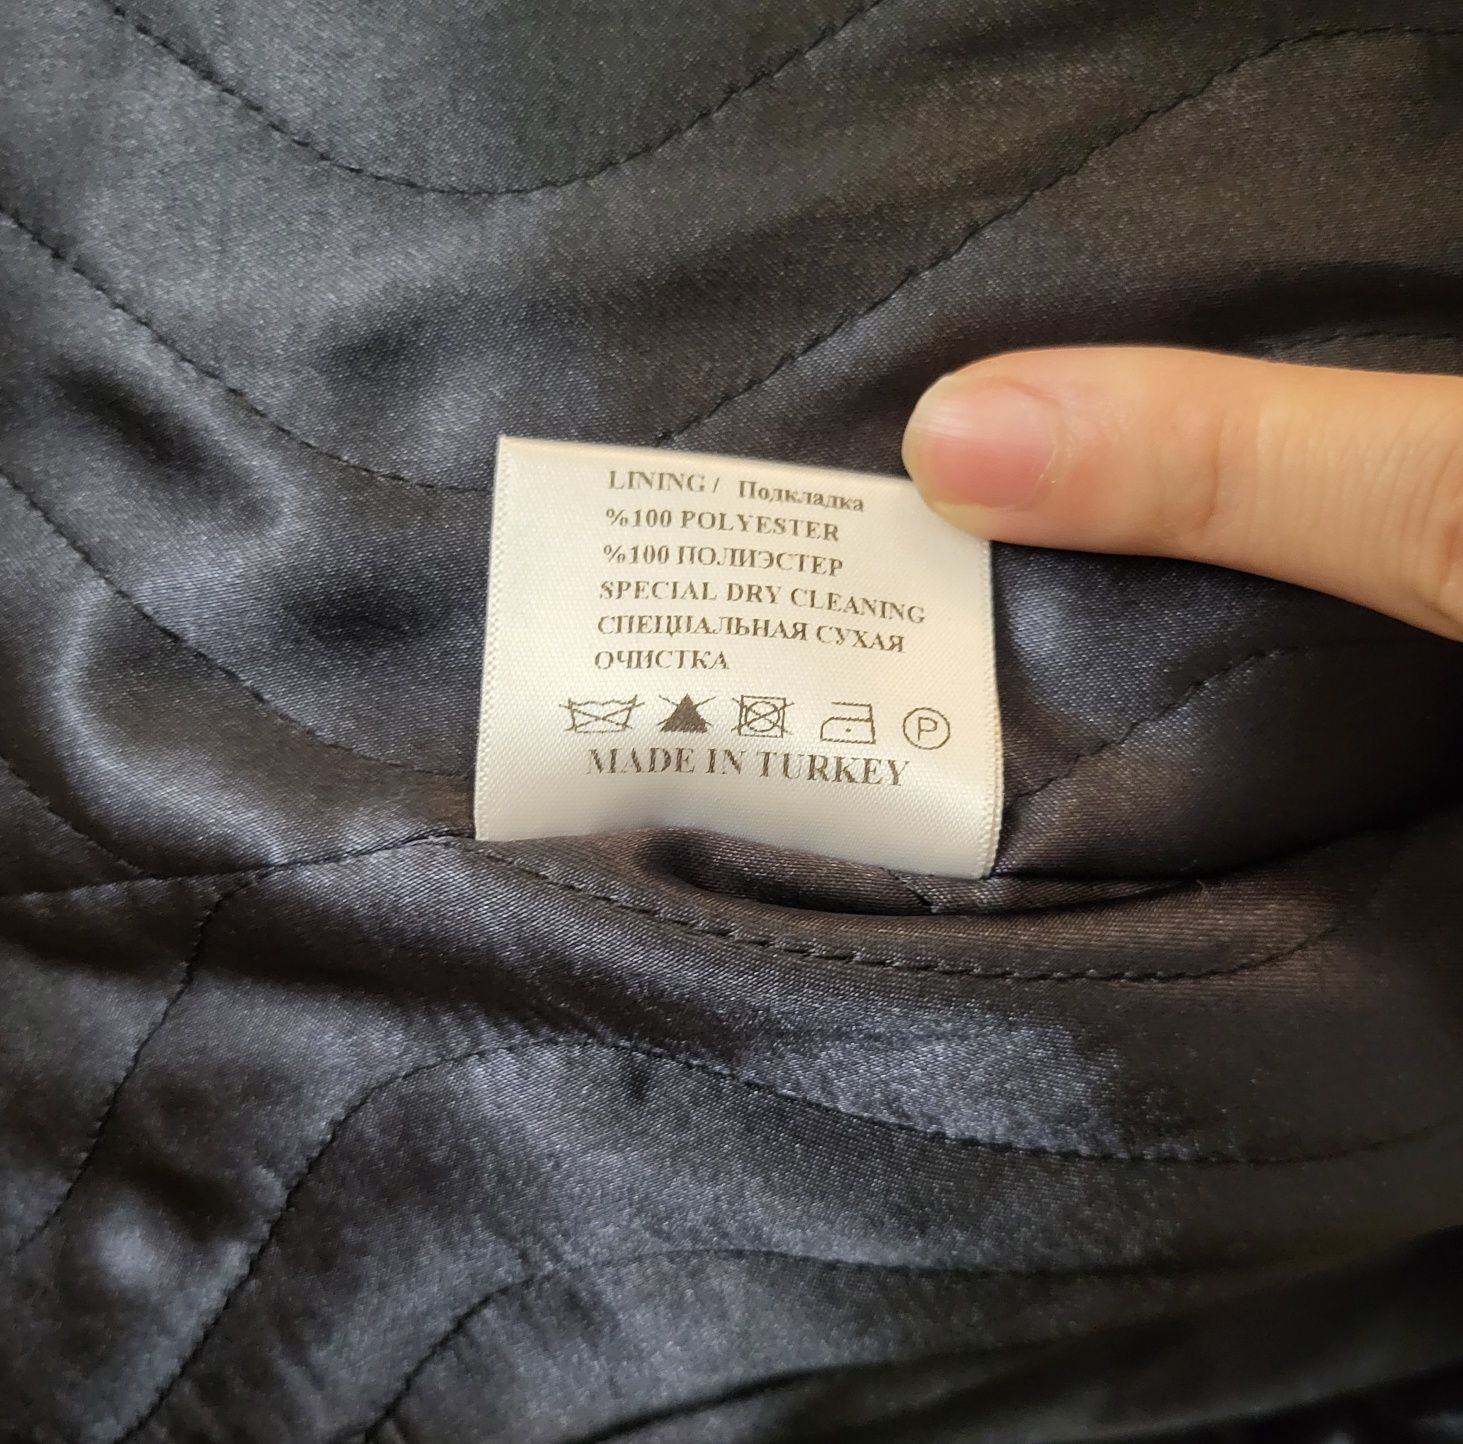 LINING / Подкладка
%100 POLYESTER
%100 ПОЛИЭСТЕР
SPECIAL DRY CLEANING
СПЕЦИАЛЬНАЯ СУХАЯ
ОЧИСТКА
P
MADE IN TURKEY